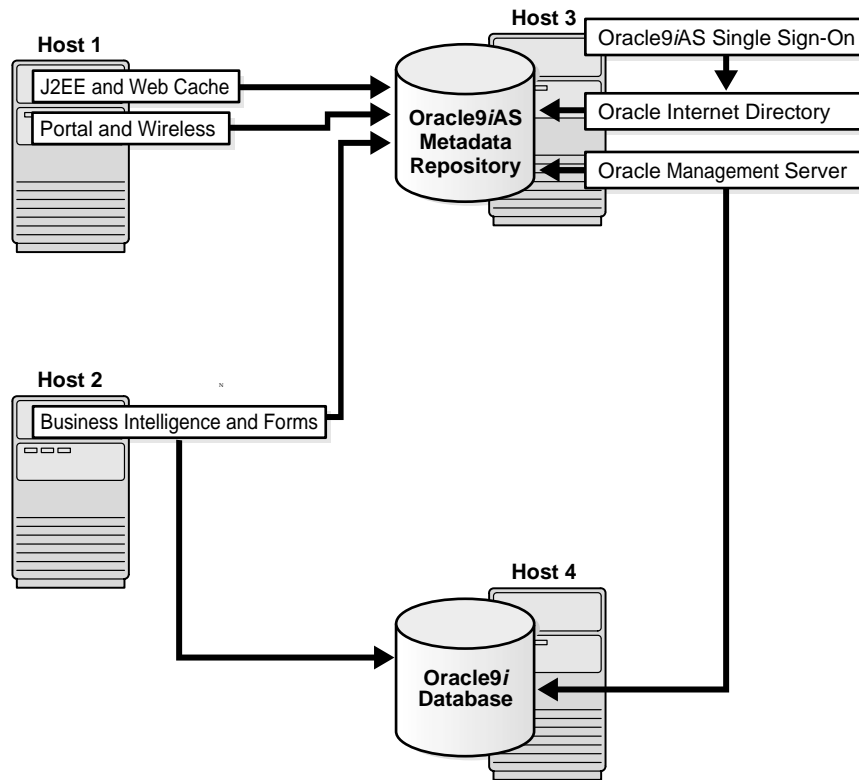 Host 1
J2EE and Web Cache
Portal and Wireless
Oracle9iAS
Metadata
Repository
Host 3
Oracle9iAS Single Sign-On
Oracle Internet Directory
Oracle Management Server
Host 2
N
Business Intelligence and Forms
Host 4
Oracle9i
Database